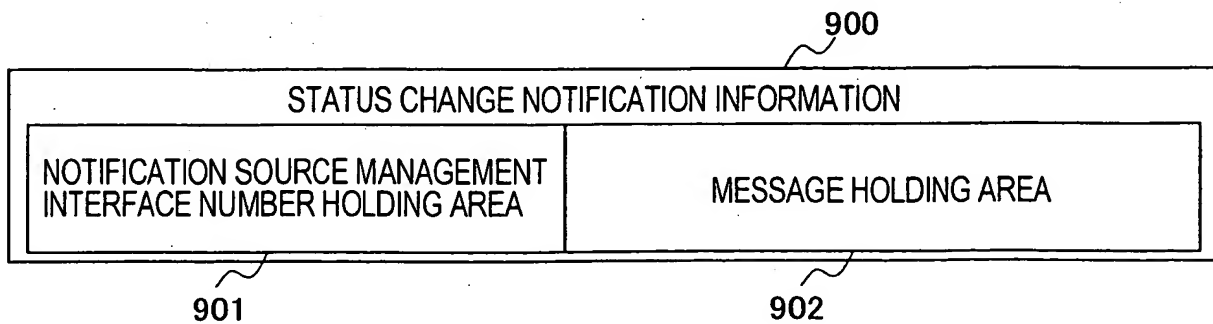 900
STATUS CHANGE NOTIFICATION INFORMATION
NOTIFICATION SOURCE MANAGEMENT
INTERFACE NUMBER HOLDING AREA
MESSAGE HOLDING AREA
901
902